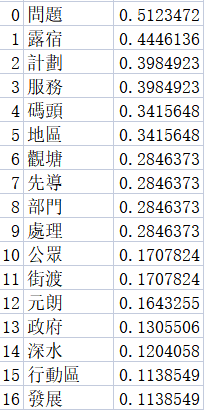 0 問題 0.5123472
1 露宿 0.4446136
2 計劃 0.3984923
3 服務 0.3984923
4 碼頭 0.3415648
5 地區 0.3415648
6 觀塘 0.2846373
7 先導 0.2846373
8 部門 0.2846373
9 處理 0.2846373
10 公眾 0.1707824
11 街渡 0.1707824
12 元朗 0.1643255
13 政府 0.1305506
14 深水 0.1204058
15 行動區 0.1138549
16 發展 0.1138549